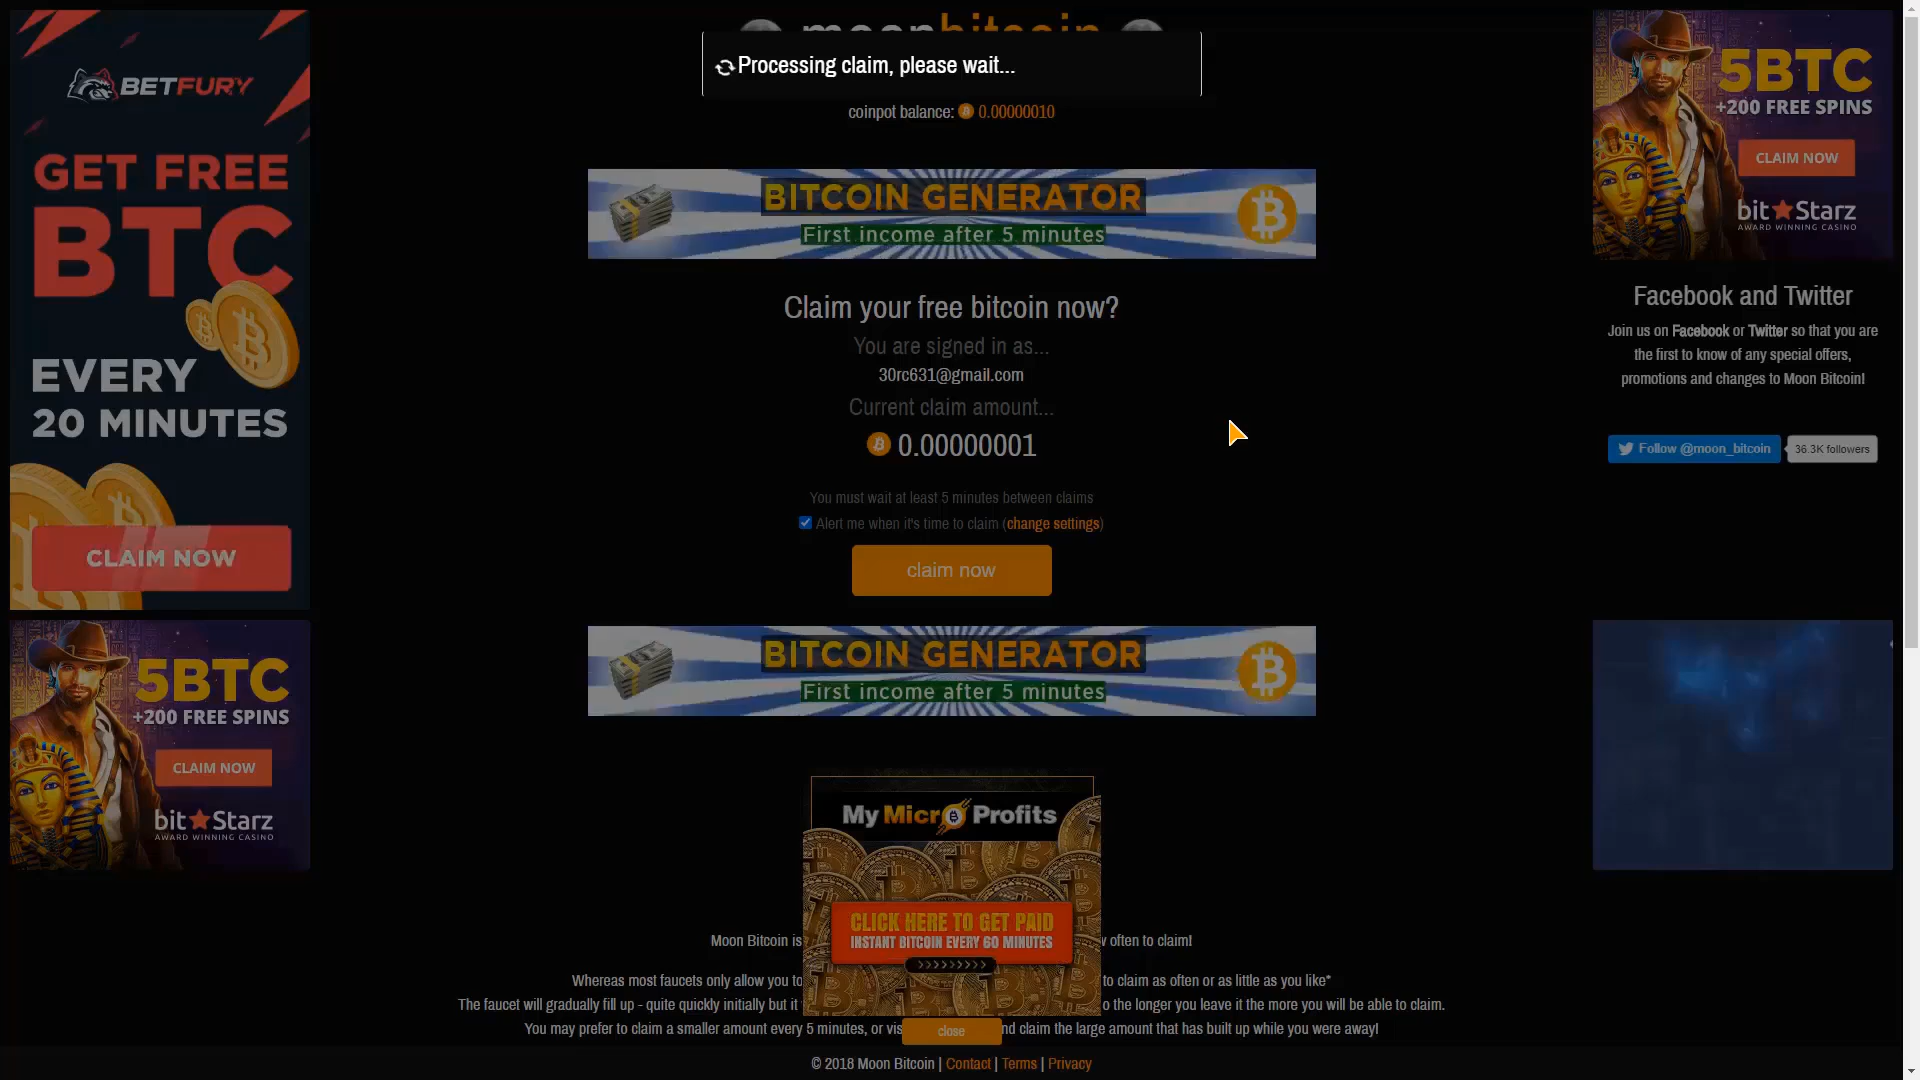 moonbitcoin
Processing claim, please wait...
coinpot balance: 0.00000010
BETFURY
GET FREE
BTC
EVERY
20 MINUTES
CLAIM NOW
BITCOIN GENERATOR
First income after 5 minutes
5BTC
+200 FREE SPINS
CLAIM NOW
bitStarz
AWARD WINNING CASINO
Claim your free bitcoin now?
You are signed in as...
30rc631@gmail.com
Current claim amount...
0.00000001
You must wait at least 5 minutes between claims
Alert me when it's time to claim (change settings)
claim now
Facebook and Twitter
Join us on Facebook or Twitter so that you are
the first to know of any special offers,
promotions and changes to Moon Bitcoin!
Follow @moon_bitcoin 36.3K followers
BITCOIN GENERATOR
First income after 5 minutes
5BTC
+200 FREE SPINS
CLAIM NOW
bitStarz
AWARD WINNING CASINO
My Micro Profits
CLICK HERE TO GET PAID
INSTANT BITCOIN EVERY 60 MINUTES
>>>>>>>>>
Moon Bitcoin is often to claim!
Whereas most faucets only allow you to to claim as often or as little as you like*
The faucet will gradually fill up - quite quickly initially but it o the longer you leave it the more you will be able to claim.
You may prefer to claim a smaller amount every 5 minutes, or vis nd claim the large amount that has built up while you were away!
close
© 2018 Moon Bitcoin | Contact | Terms | Privacy